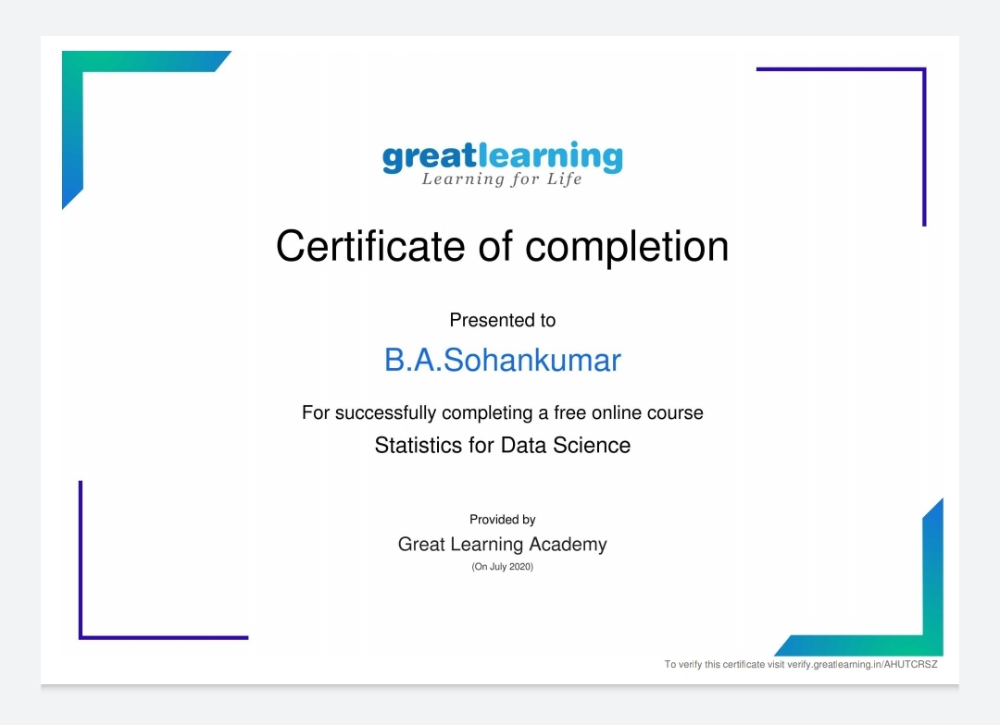 greatlearning
Learning for Life
Certificate of completion
Presented to
B.A.Sohankumar
For successfully completing a free online course
Statistics for Data Science
Provided by
Great Learning Academy
(On July 2020)
To verify this certificate visit verify.greatlearning.in/AHUTCRSZ